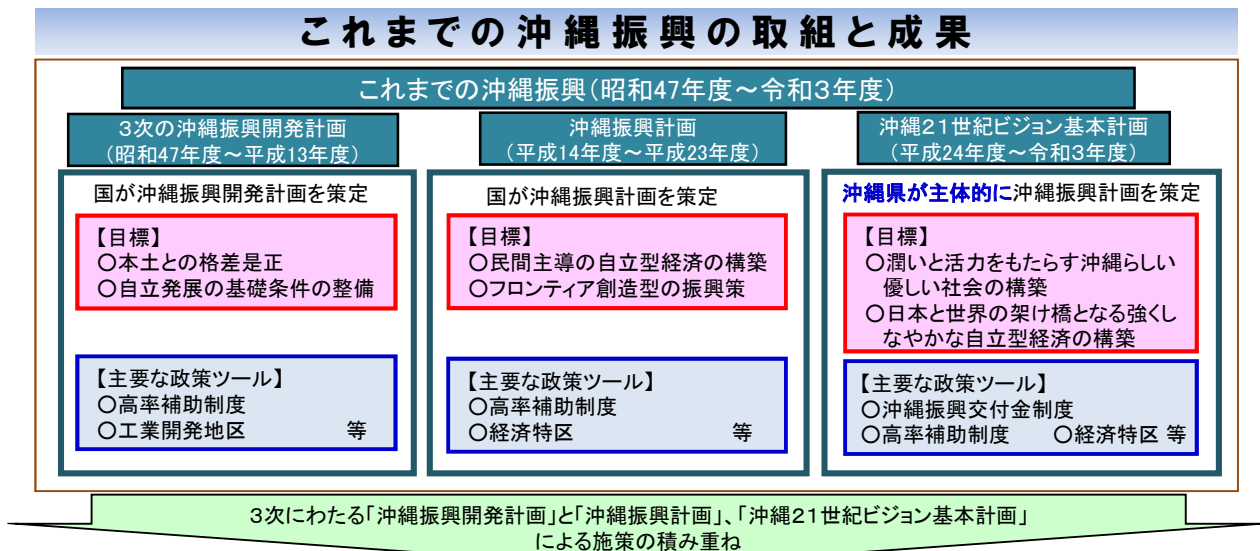 これまでの沖縄振興の取組と成果
これまでの沖縄振興(昭和47年度～令和3年度)
3次の沖縄振興開発計画
(昭和47年度～平成13年度)
国が沖縄振興開発計画を策定
【目標】
○本土との格差是正
○自立発展の基礎条件の整備
【主要な政策ツール】
○高率補助制度
○工業開発地区 等
沖縄振興計画
(平成14年度～平成23年度)
国が沖縄振興計画を策定
【目標】
○民間主導の自立型経済の構築
○フロンティア創造型の振興策
【主要な政策ツール】
○高率補助制度
○経済特区 等
沖縄21世紀ビジョン基本計画
(平成24年度～令和3年度)
沖縄県が主体的に沖縄振興計画を策定
【目標】
○潤いと活力をもたらす沖縄らしい
優しい社会の構築
○日本と世界の架け橋となる強くし
なやかな自立型経済の構築
【主要な政策ツール】
○沖縄振興交付金制度
○高率補助制度 ○経済特区 等
3次にわたる「沖縄振興開発計画」と「沖縄振興計画」、「沖縄21世紀ビジョン基本計画」
による施策の積み重ね